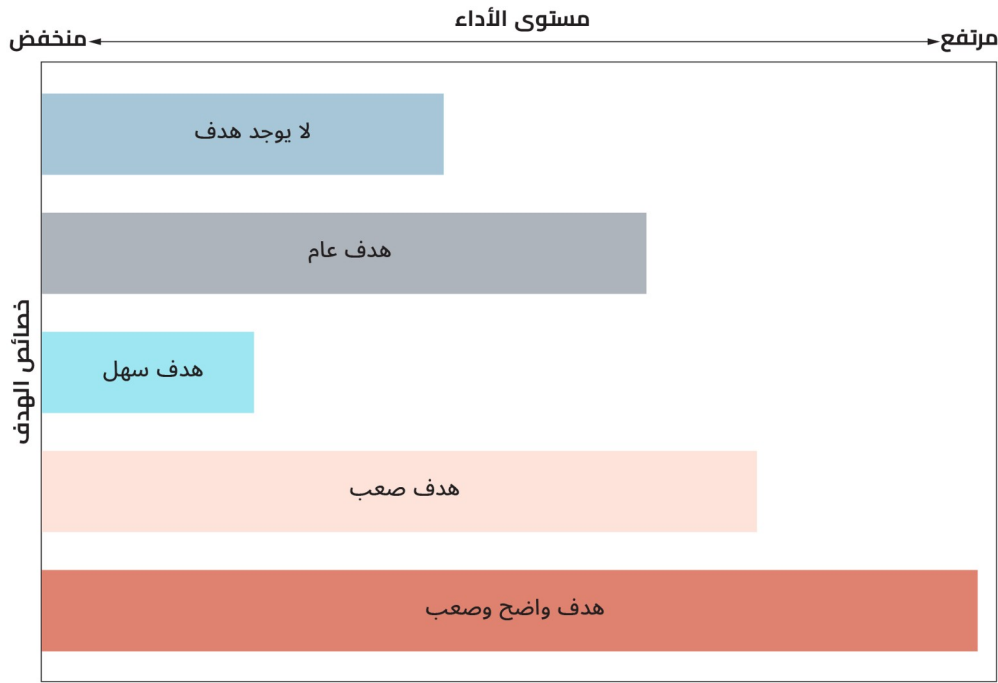 مستوى الأداء
مرتفع
منخفض
لا يوجد هدف
هدف عام
هدف سهل
هدف صعب
هدف واضح وصعب
خصائص الهدف